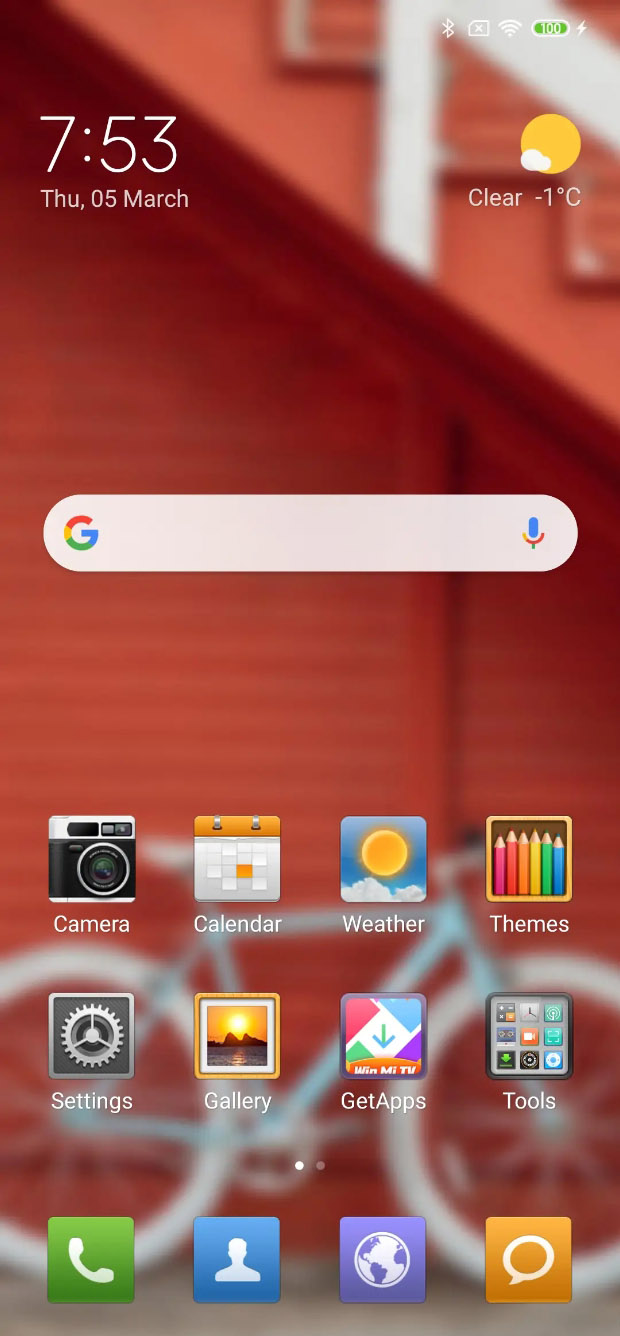 100
7:53
Thu, 05 March
Clear -1°C
Camera
Calendar
Weather
Themes
Win Mi TV
Settings
Gallery
GetApps
Tools